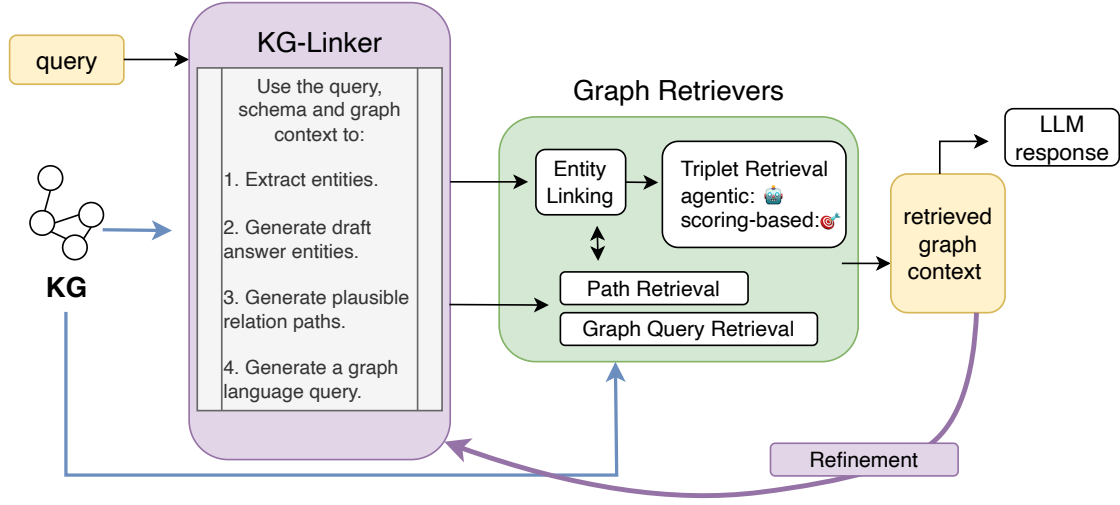 query
KG-Linker
Use the query,
schema and graph
context to:
1. Extract entities.
2. Generate draft
answer entities.
3. Generate plausible
relation paths.
4. Generate a graph
language query.
KG
Graph Retrievers
Entity
Linking
Triplet Retrieval
agentic: 🤖
scoring-based:🎯
Path Retrieval
Graph Query Retrieval
retrieved
graph
context
LLM
response
Refinement